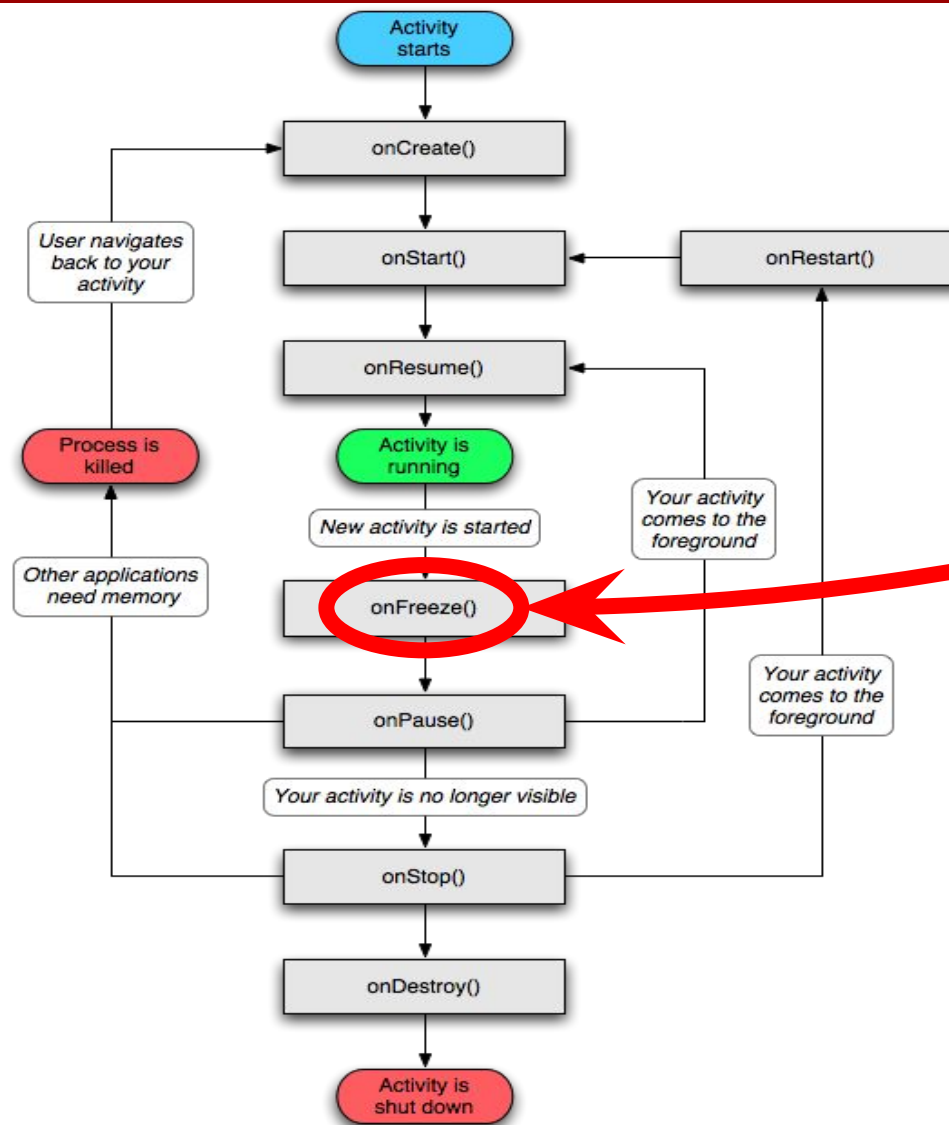 Activity
starts
onCreate()
User navigates
back to your
activity
onStart()
onRestart()
onResume()
Process is
killed
Activity is
running
Your activity
comes to the
foreground
New activity is started
Other applications
need memory
onFreeze()
Your activity
comes to the
foreground
onPause()
Your activity is no longer visible
onStop()
onDestroy()
Activity is
shut down